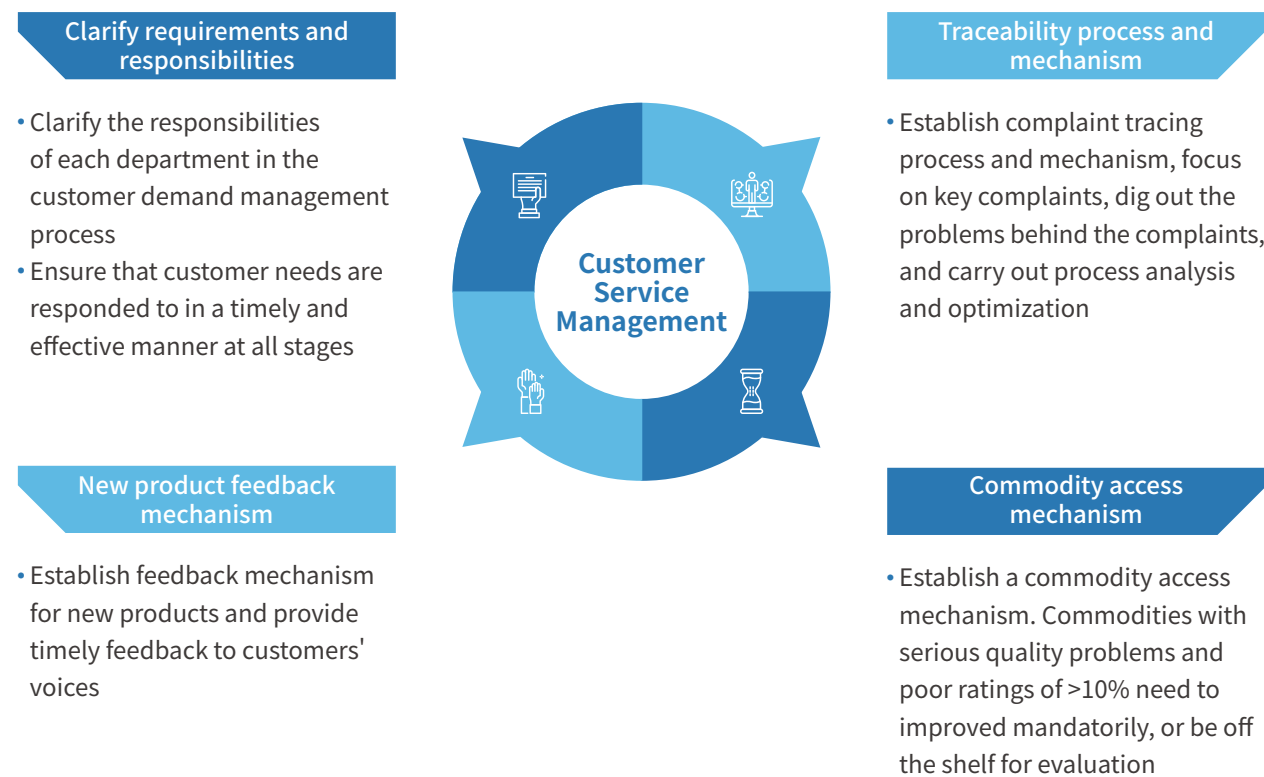 Clarify requirements and
responsibilities
• Clarify the responsibilities
of each department in the
customer demand management
process
• Ensure that customer needs are
responded to in a timely and
effective manner at all stages
Customer
Service
Management
Traceability process and
mechanism
• Establish complaint tracing
process and mechanism, focus
on key complaints, dig out the
problems behind the complaints,
and carry out process analysis
and optimization
New product feedback
mechanism
• Establish feedback mechanism
for new products and provide
timely feedback to customers'
voices
Commodity access
mechanism
• Establish a commodity access
mechanism. Commodities with
serious quality problems and
poor ratings of >10% need to
improved mandatorily, or be off
the shelf for evaluation